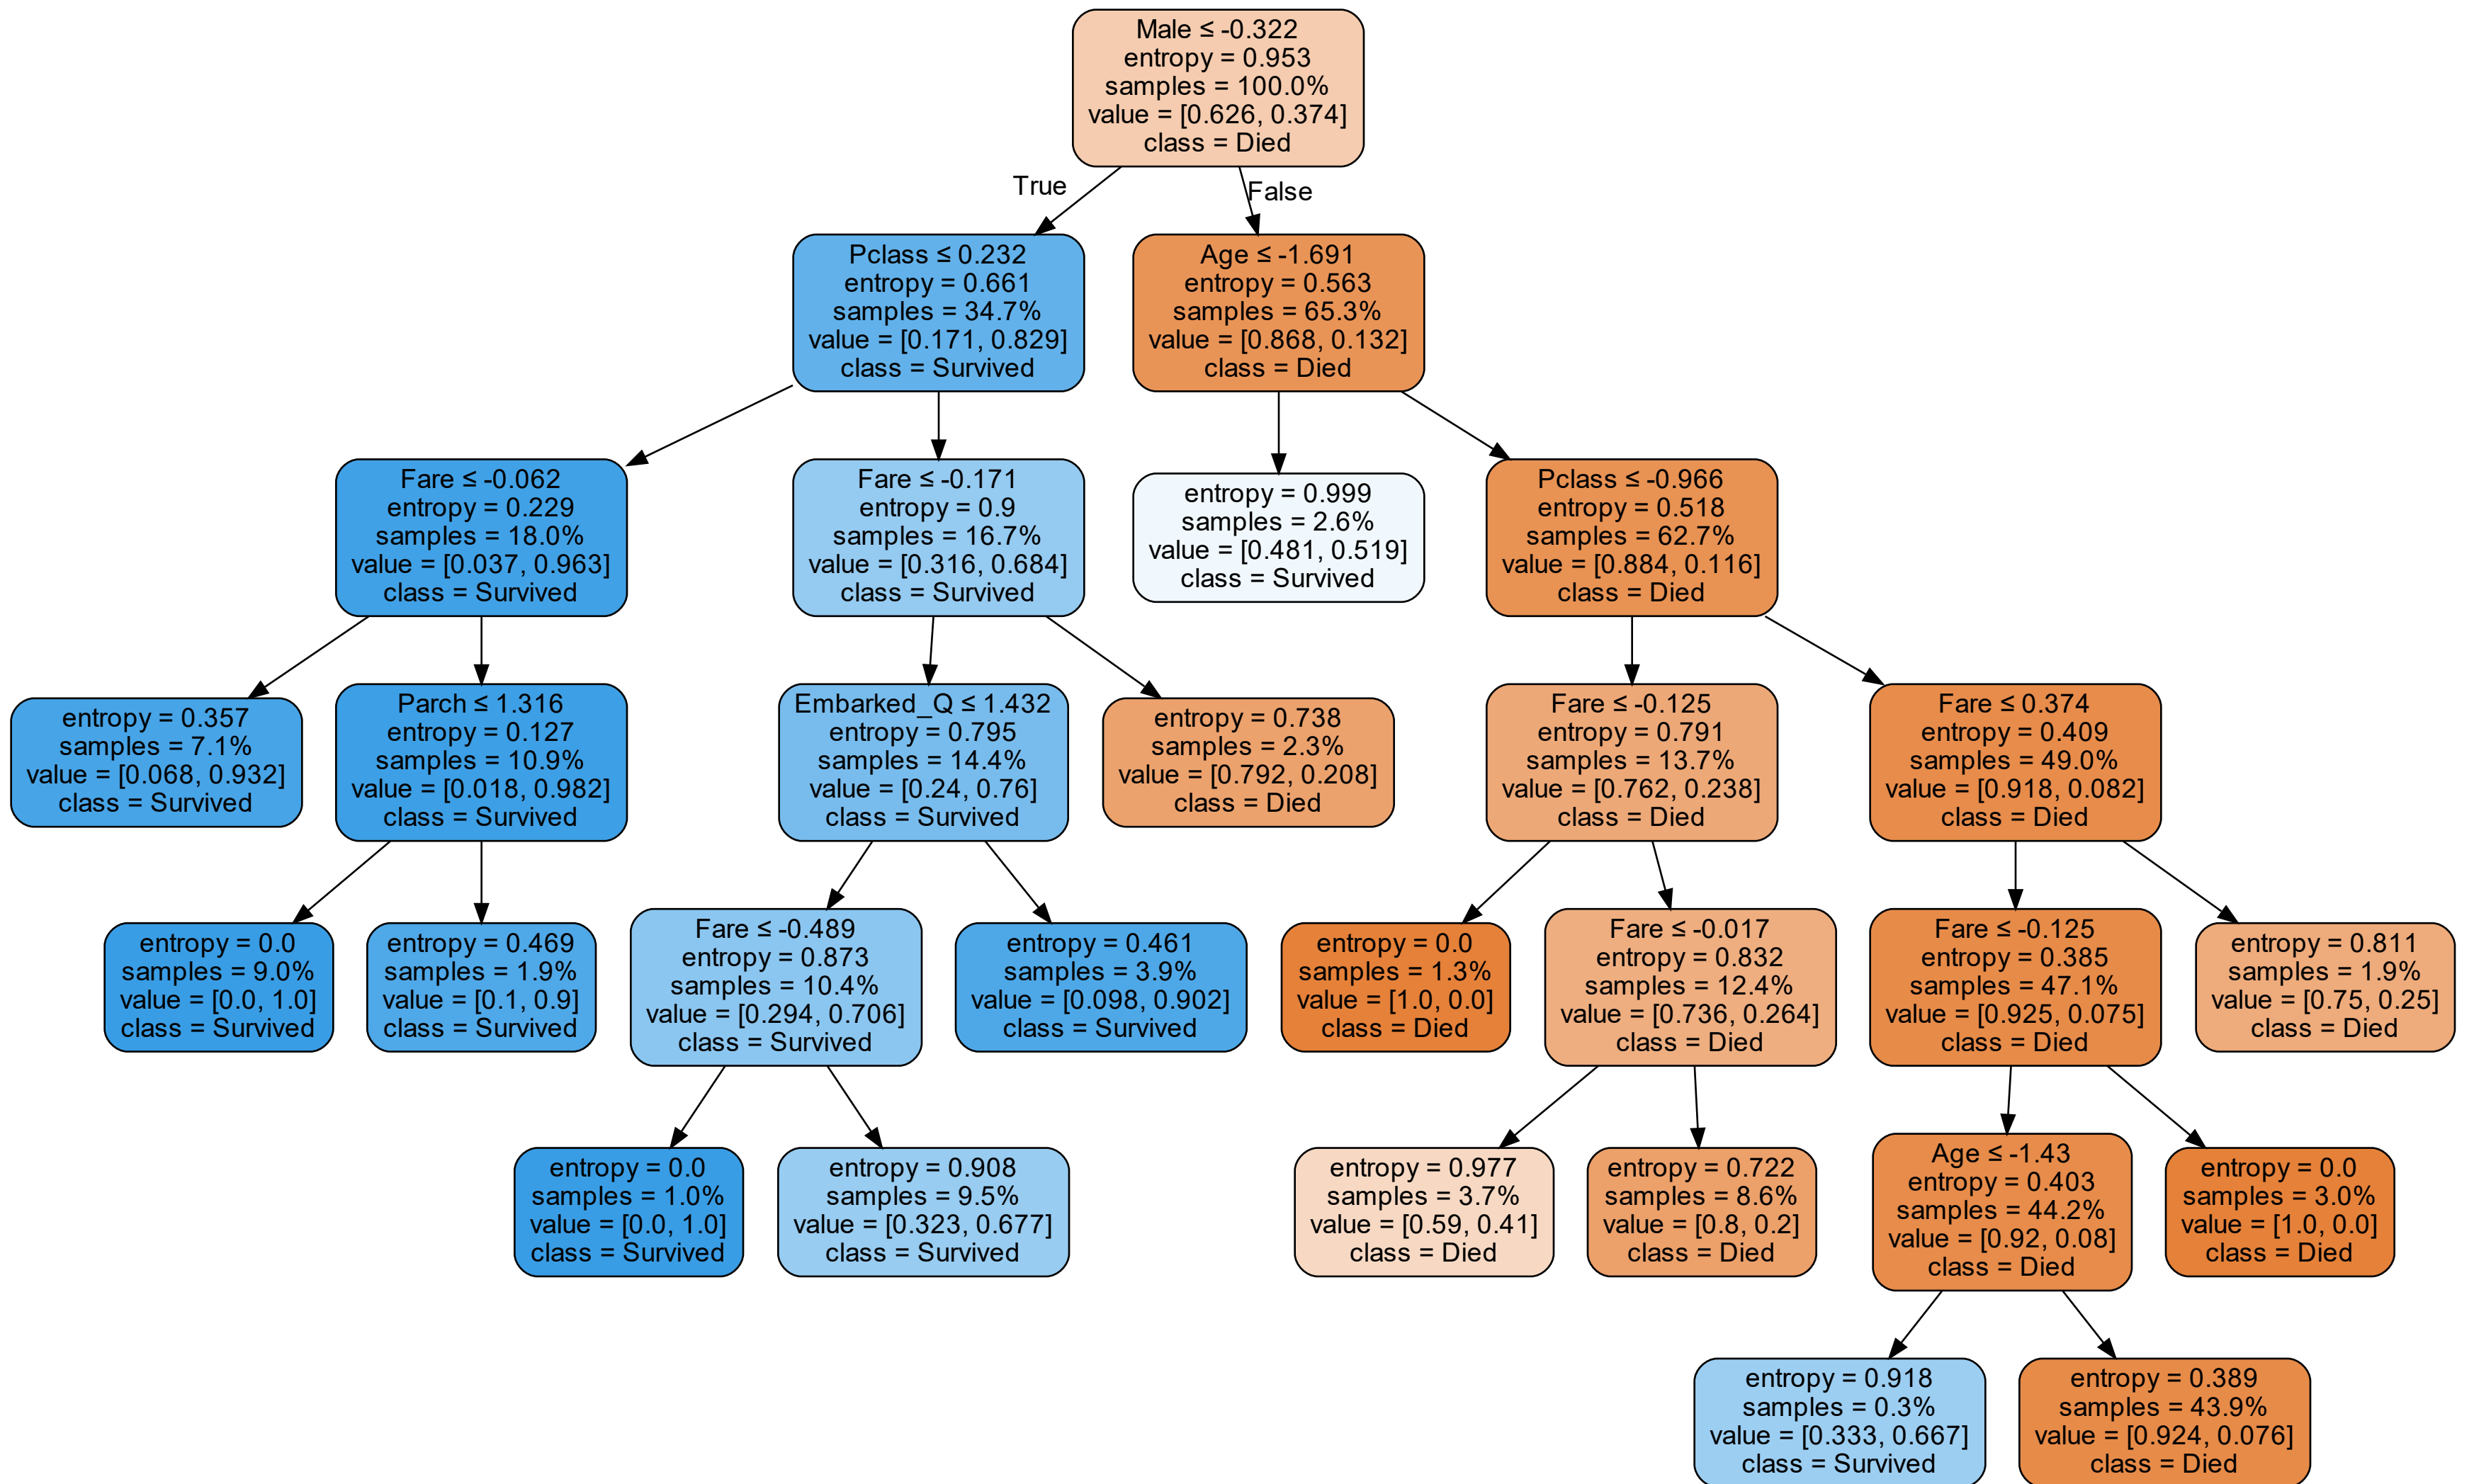 Male ≤ -0.322
entropy = 0.953
samples = 100.0%
value = [0.626, 0.374]
class = Died
True
False
Pclass ≤ 0.232
entropy = 0.661
samples = 34.7%
value = [0.171, 0.829]
class = Survived
Age ≤ -1.691
entropy = 0.563
samples = 65.3%
value = [0.868, 0.132]
class = Died
Fare ≤ -0.062
entropy = 0.229
samples = 18.0%
value = [0.037, 0.963]
class = Survived
Fare ≤ -0.171
entropy = 0.9
samples = 16.7%
value = [0.316, 0.684]
class = Survived
entropy = 0.999
samples = 2.6%
value = [0.481, 0.519]
class = Survived
Pclass ≤ -0.966
entropy = 0.518
samples = 62.7%
value = [0.884, 0.116]
class = Died
entropy = 0.357
samples = 7.1%
value = [0.068, 0.932]
class = Survived
Parch ≤ 1.316
entropy = 0.127
samples = 10.9%
value = [0.018, 0.982]
class = Survived
Embarked_Q ≤ 1.432
entropy = 0.795
samples = 14.4%
value = [0.24, 0.76]
class = Survived
entropy = 0.738
samples = 2.3%
value = [0.792, 0.208]
class = Died
Fare ≤ -0.125
entropy = 0.791
samples = 13.7%
value = [0.762, 0.238]
class = Died
Fare ≤ 0.374
entropy = 0.409
samples = 49.0%
value = [0.918, 0.082]
class = Died
entropy = 0.0
samples = 9.0%
value = [0.0, 1.0]
class = Survived
entropy = 0.469
samples = 1.9%
value = [0.1, 0.9]
class = Survived
Fare ≤ -0.489
entropy = 0.873
samples = 10.4%
value = [0.294, 0.706]
class = Survived
entropy = 0.461
samples = 3.9%
value = [0.098, 0.902]
class = Survived
entropy = 0.0
samples = 1.3%
value = [1.0, 0.0]
class = Died
Fare ≤ -0.017
entropy = 0.832
samples = 12.4%
value = [0.736, 0.264]
class = Died
Fare ≤ -0.125
entropy = 0.385
samples = 47.1%
value = [0.925, 0.075]
class = Died
entropy = 0.811
samples = 1.9%
value = [0.75, 0.25]
class = Died
entropy = 0.0
samples = 1.0%
value = [0.0, 1.0]
class = Survived
entropy = 0.908
samples = 9.5%
value = [0.323, 0.677]
class = Survived
entropy = 0.977
samples = 3.7%
value = [0.59, 0.41]
class = Died
entropy = 0.722
samples = 8.6%
value = [0.8, 0.2]
class = Died
Age ≤ -1.43
entropy = 0.403
samples = 44.2%
value = [0.92, 0.08]
class = Died
entropy = 0.0
samples = 3.0%
value = [1.0, 0.0]
class = Died
entropy = 0.918
samples = 0.3%
value = [0.333, 0.667]
class = Survived
entropy = 0.389
samples = 43.9%
value = [0.924, 0.076]
class = Died